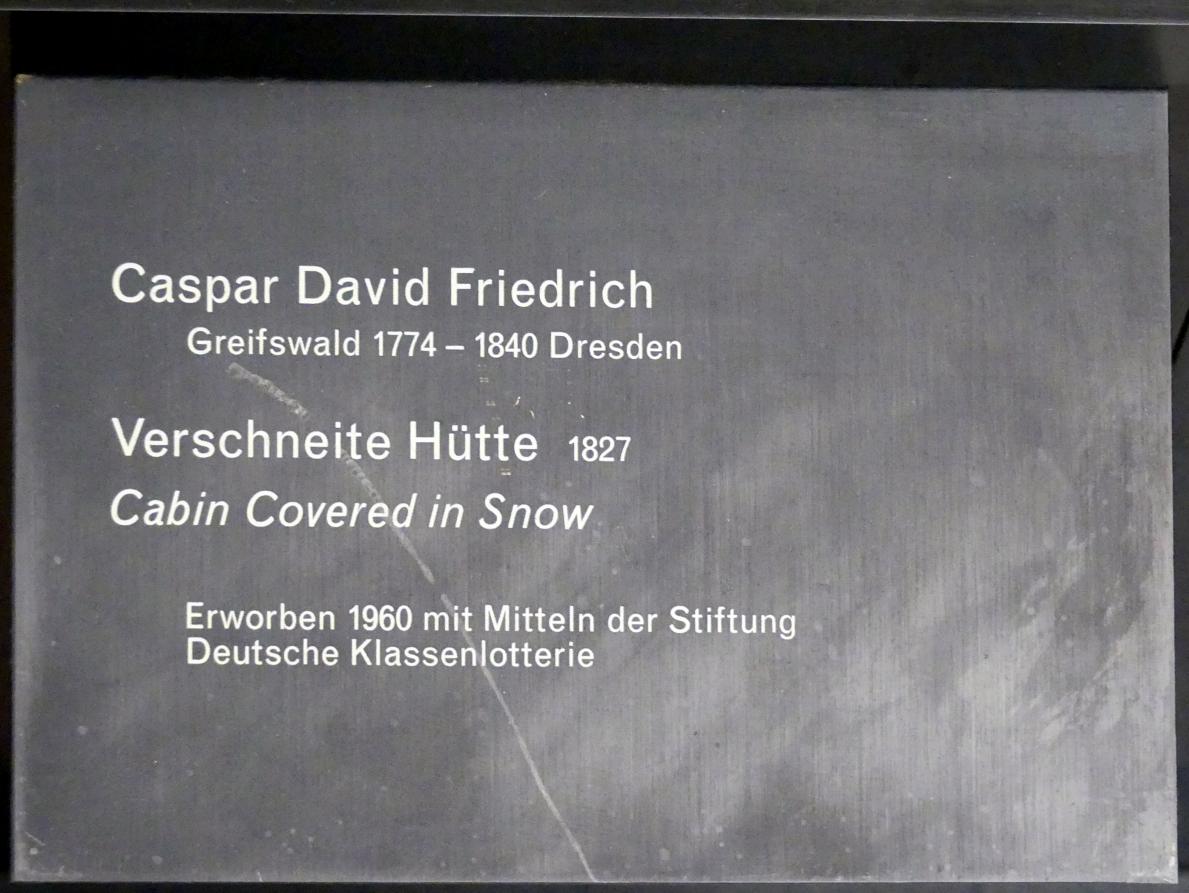 Caspar David Friedrich
Greifswald 1774 – 1840 Dresden
Verschneite Hütte 1827
Cabin Covered in Snow
Erworben 1960 mit Mitteln der Stiftung
Deutsche Klassenlotterie